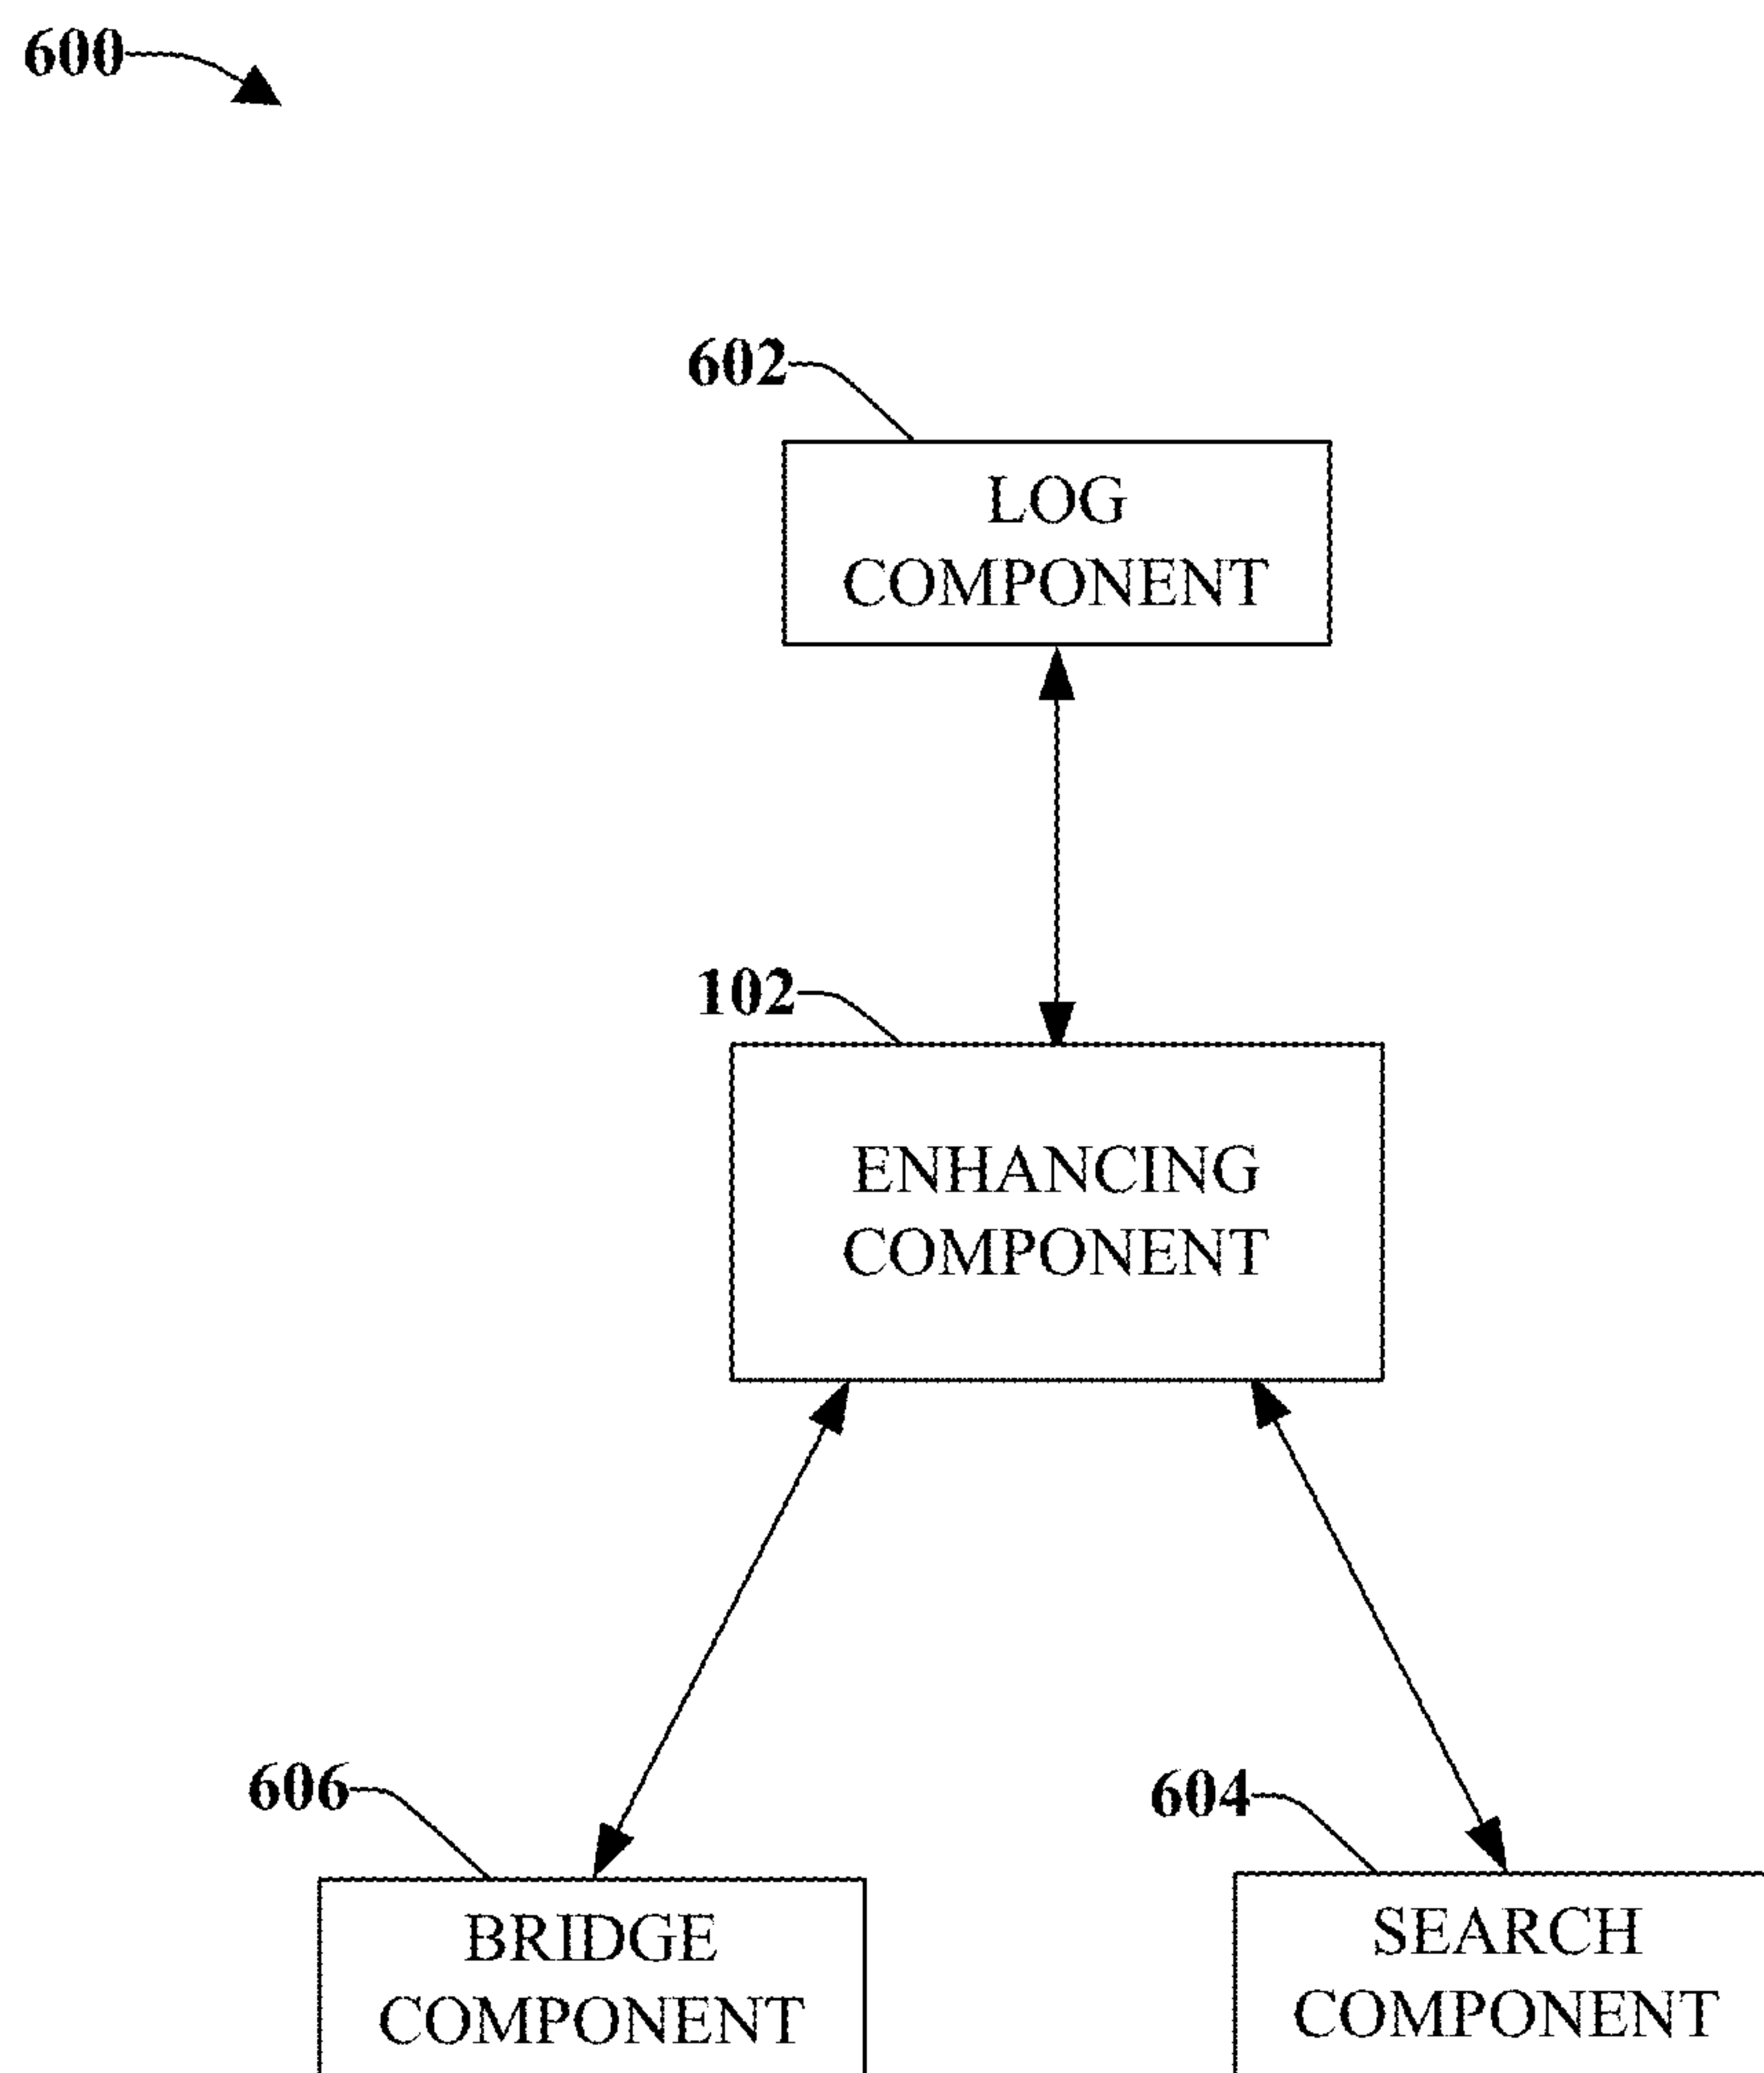 600
602
LOG
COMPONENT
102
ENHANCING
COMPONENT
606
BRIDGE
COMPONENT
604
SEARCH
COMPONENT